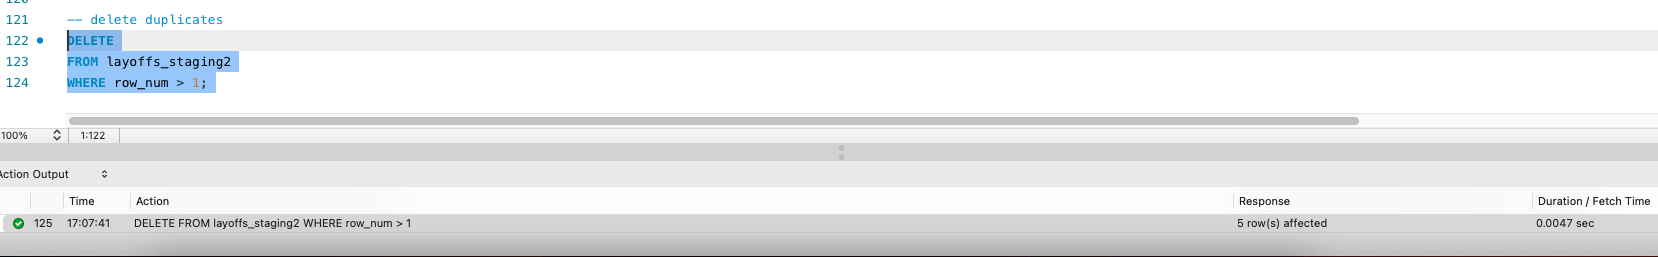 121 -- delete duplicates
122 DELETE
123 FROM layoffs_staging2
124 WHERE row_num > 1;
100% 1:122
Action Output
Time Action Response Duration / Fetch Time
125 17:07:41 DELETE FROM layoffs_staging2 WHERE row_num > 1 5 row(s) affected 0.0047 sec